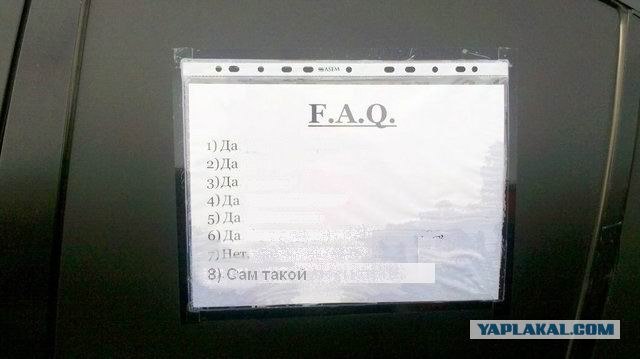 F.A.Q.
1) Да
2) Да
3) Да
4) Да
5) Да
6) Да
7) Нет,
8) Сам такой
YAPLAKAL.COM